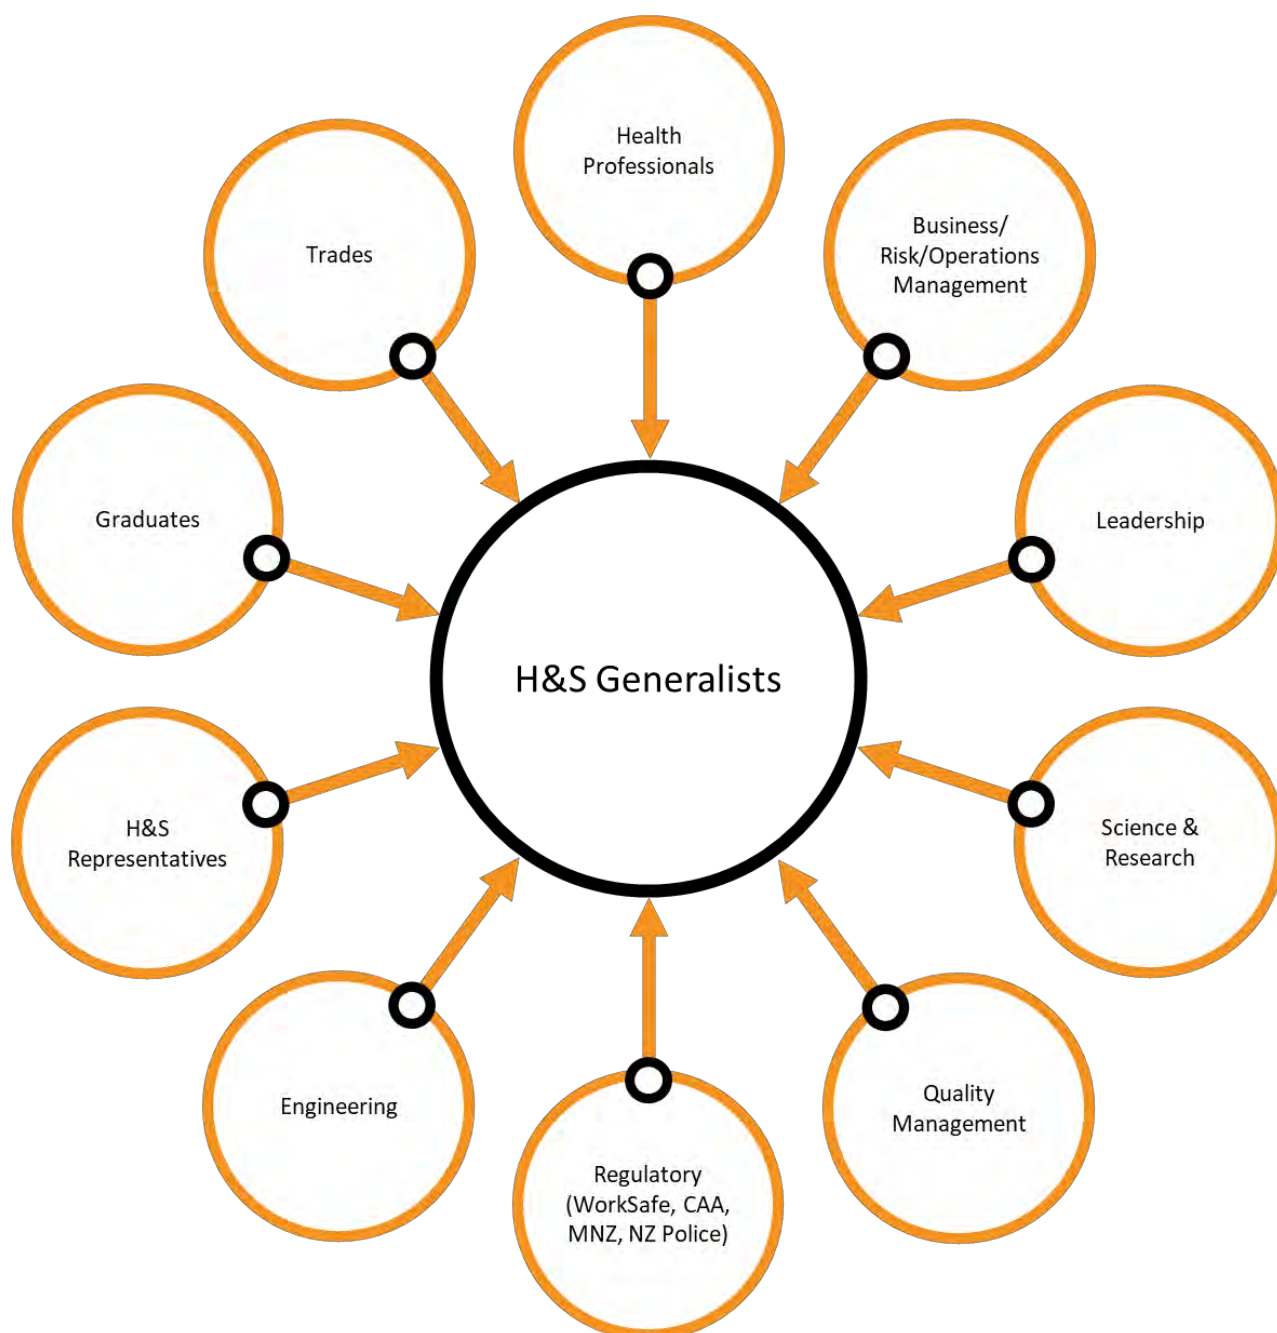 Health
Professionals
Business/
Risk/Operations
Management
Trades
Leadership
Graduates
H&S Generalists
Science &
Research
H&S
Representatives
Quality
Management
Engineering
Regulatory
(WorkSafe, CAA,
MNZ, NZ Police)